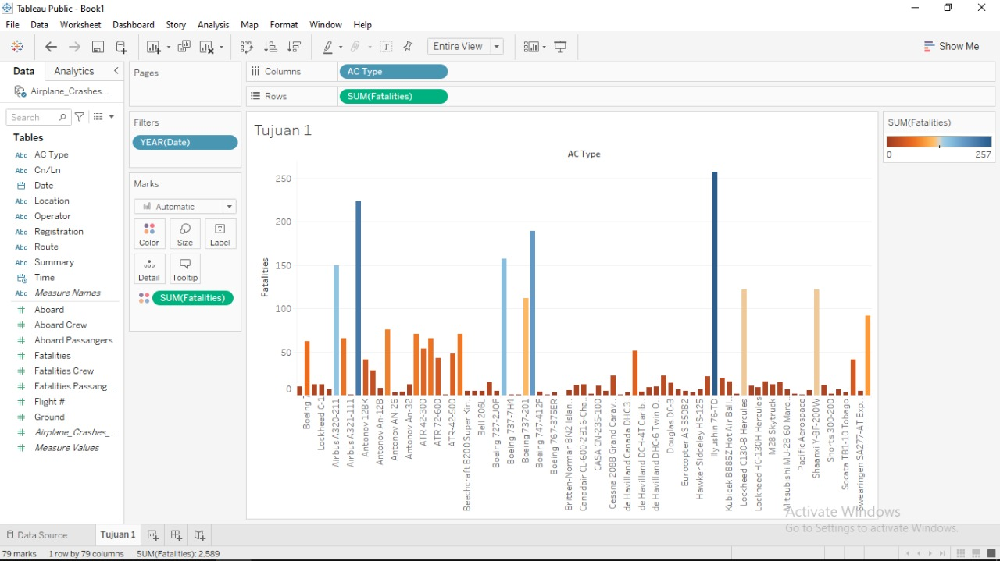 Tableau Public - Book1
File Data Worksheet Dashboard Story Analysis Map Format Window Help
Entire View
Show Me
Data Analytics
Airplane_Crashes...
Search
Tables
Abc AC Type
Abc Cn/Ln
Date
Abc Location
Abc Operator
Abc Registration
Abc Route
Abc Summary
Time
Abc Measure Names
# Aboard
# Aboard Crew
# Aboard Passangers
# Fatalities
# Fatalities Crew
# Fatalities Passang...
# Flight #
# Ground
# Airplane_Crashes_...
# Measure Values
Pages
Filters
YEAR(Date)
Marks
Automatic
Color Size Label
Detail Tooltip
SUM(Fatalities)
Columns AC Type
Rows SUM(Fatalities)
Tujuan 1
AC Type
Fatalities
250
200
150
100
50
0
Boeing
Lockheed C-1
Airbus A320-211
Airbus A321-111
Antonov 12BK
Antonov An-12B
Antonov AN-26
Antonov An-32
ATR 42-300
ATR 72-600
ATR-42-500
Beechcraft B200 Super Kin..
Bell 206L
Boeing 727-2J0F
Boeing 737-7H4
Boeing 737-201
Boeing 747-412F
Boeing 767-375ER
Britten-Norman BN2 Islan..
Canadair CL-600-2B16-Cha..
CASA CN-235-100
Cessna 208B Grand Carav..
de Havilland Canada DHC3..
de Havilland DCH-4T Carib..
de Havilland DHC-6 Twin O..
Douglas DC-3
Eurocopter AS 350B2
Hawker Siddeley HS-125
Ilyushin 76-TD
Kubicek BB85Z Hot Air Ball..
Lockheed C130-B Hercules
Lockheed HC-130H Hercules
M28 Skytruck
Mitsubishi MU-2B 60 Marq..
Pacific Aerospace
Shaanxi Y-8F-200W
Shorts 300-200
Socata TB1-10 Tobago
Swearingen SA277-AT Exp..
SUM(Fatalities)
0 257
Activate Windows
Go to Settings to activate Windows.
Data Source Tujuan 1
79 marks 1 row by 79 columns SUM(Fatalities): 2.589